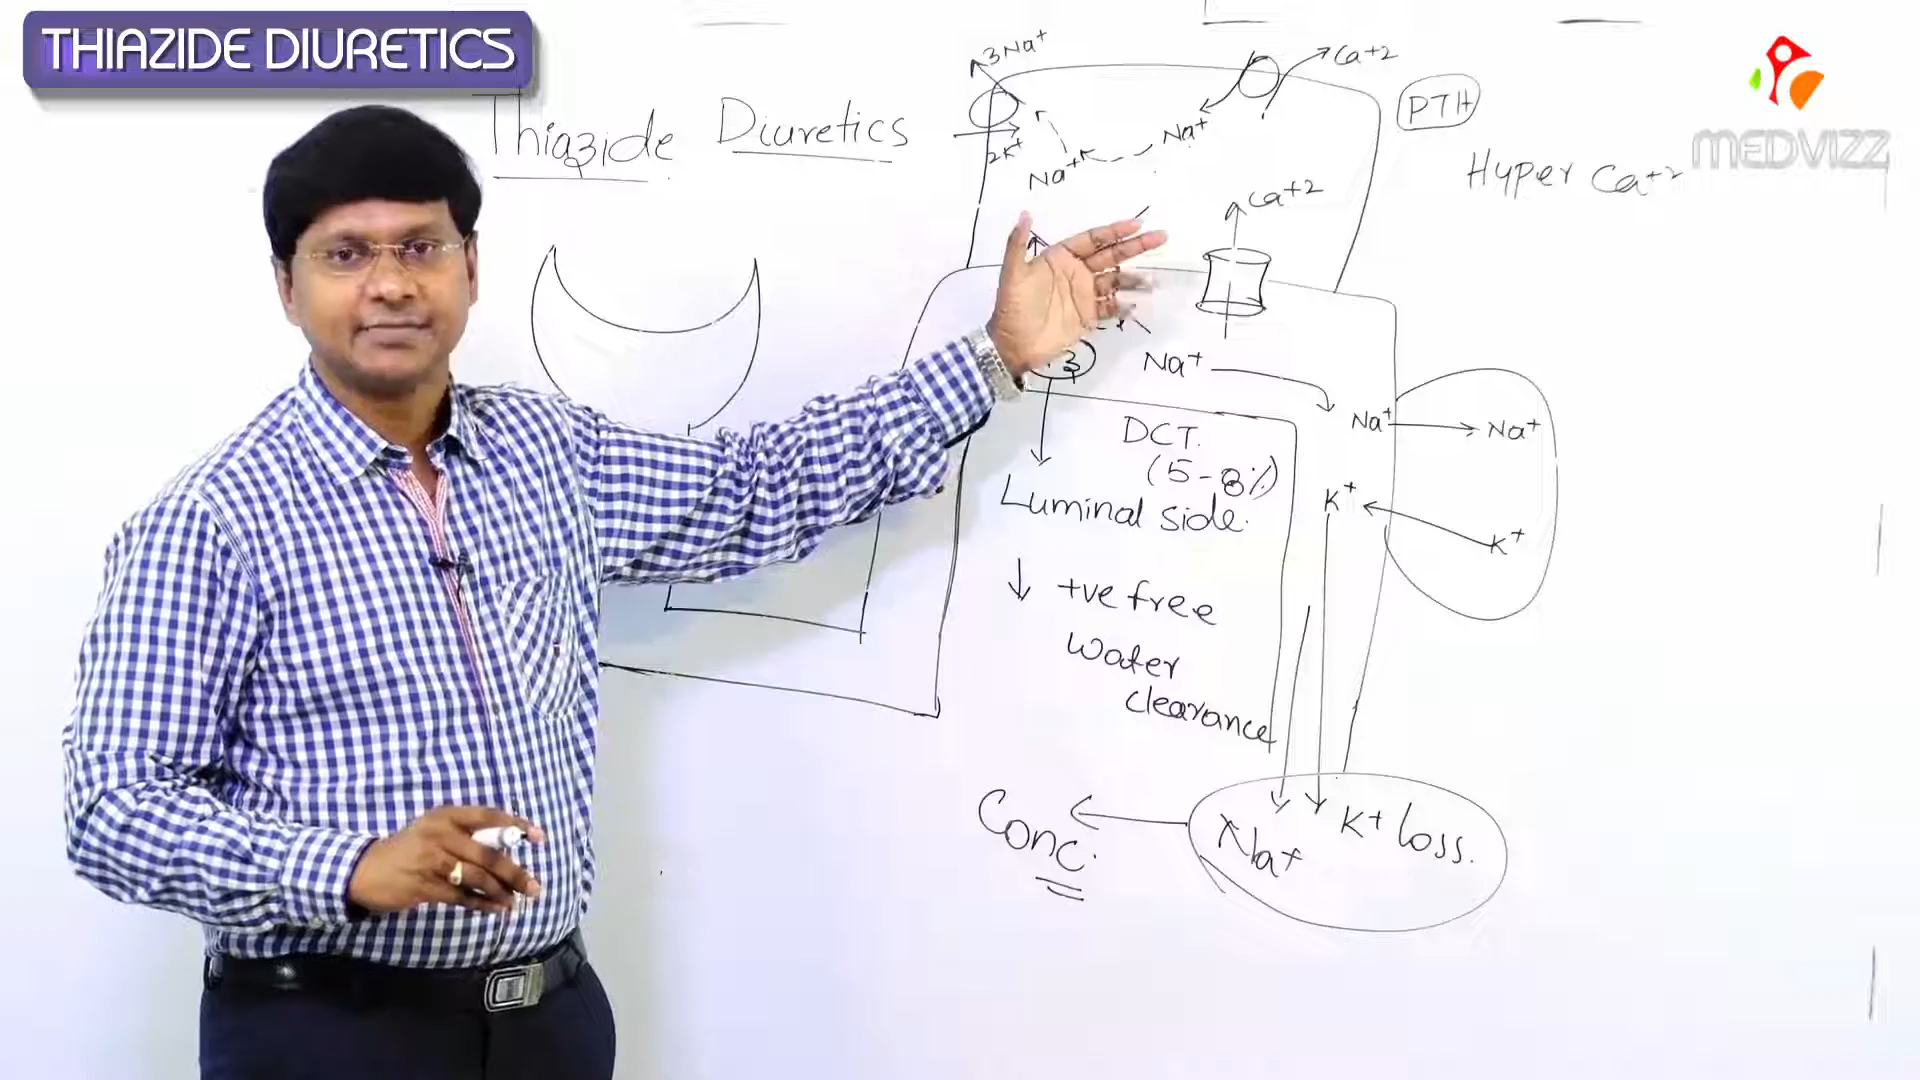 THIAZIDE DIURETICS
MEDVIZZ
Thiazide Diuretics
3Na+
2K+
Na+
Na+
Ca+2
PTH
Hyper Ca+2
Ca+2
Na+
Na+
Na+
K+
K+
DCT.
(5-8%)
Luminal side.
↓ +ve free
water
clearance
Conc.
Na+
K+ loss.